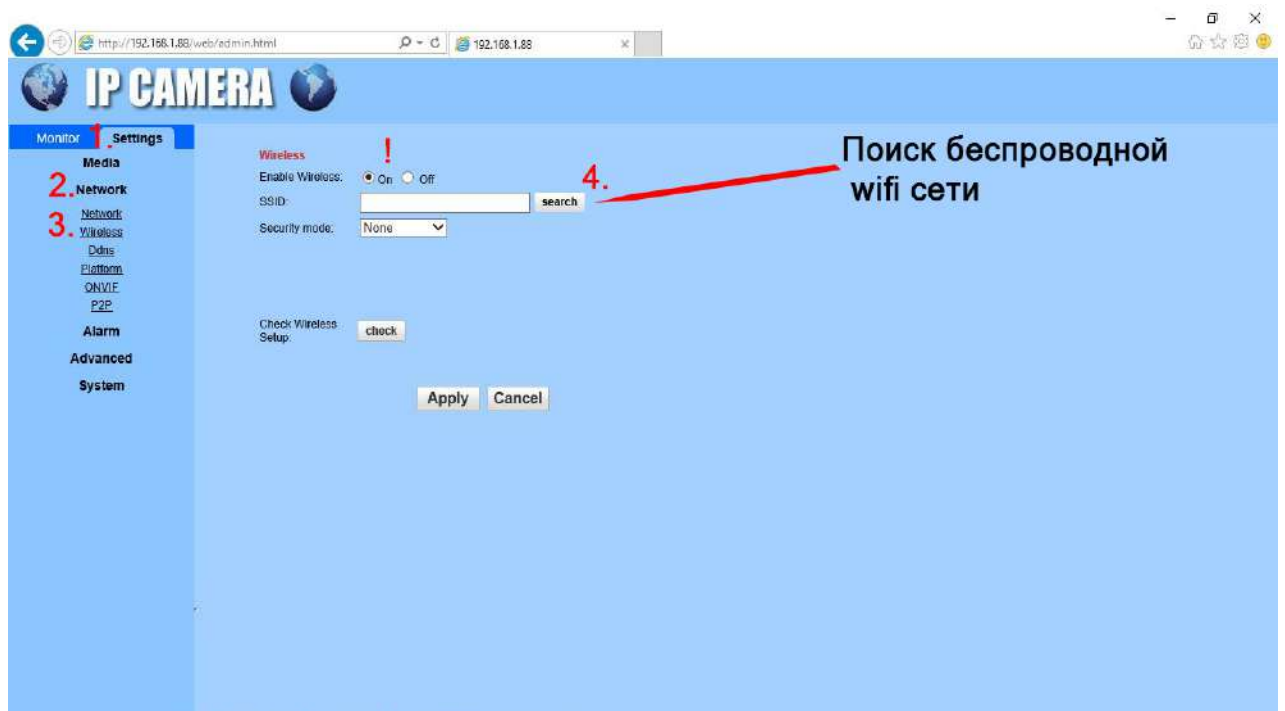 http://192.168.1.88/web/admin.html
192.168.1.88
IP CAMERA
Monitor 1. Settings
Media
2. Network
Network
3. Wireless
Ddns
Platform
ONVIF
P2P
Alarm
Advanced
System
Wireless !
Enable Wireless: On Off
SSID: search 4.
Security mode: None
Check Wireless
Setup: check
Apply Cancel
Поиск беспроводной
wifi сети